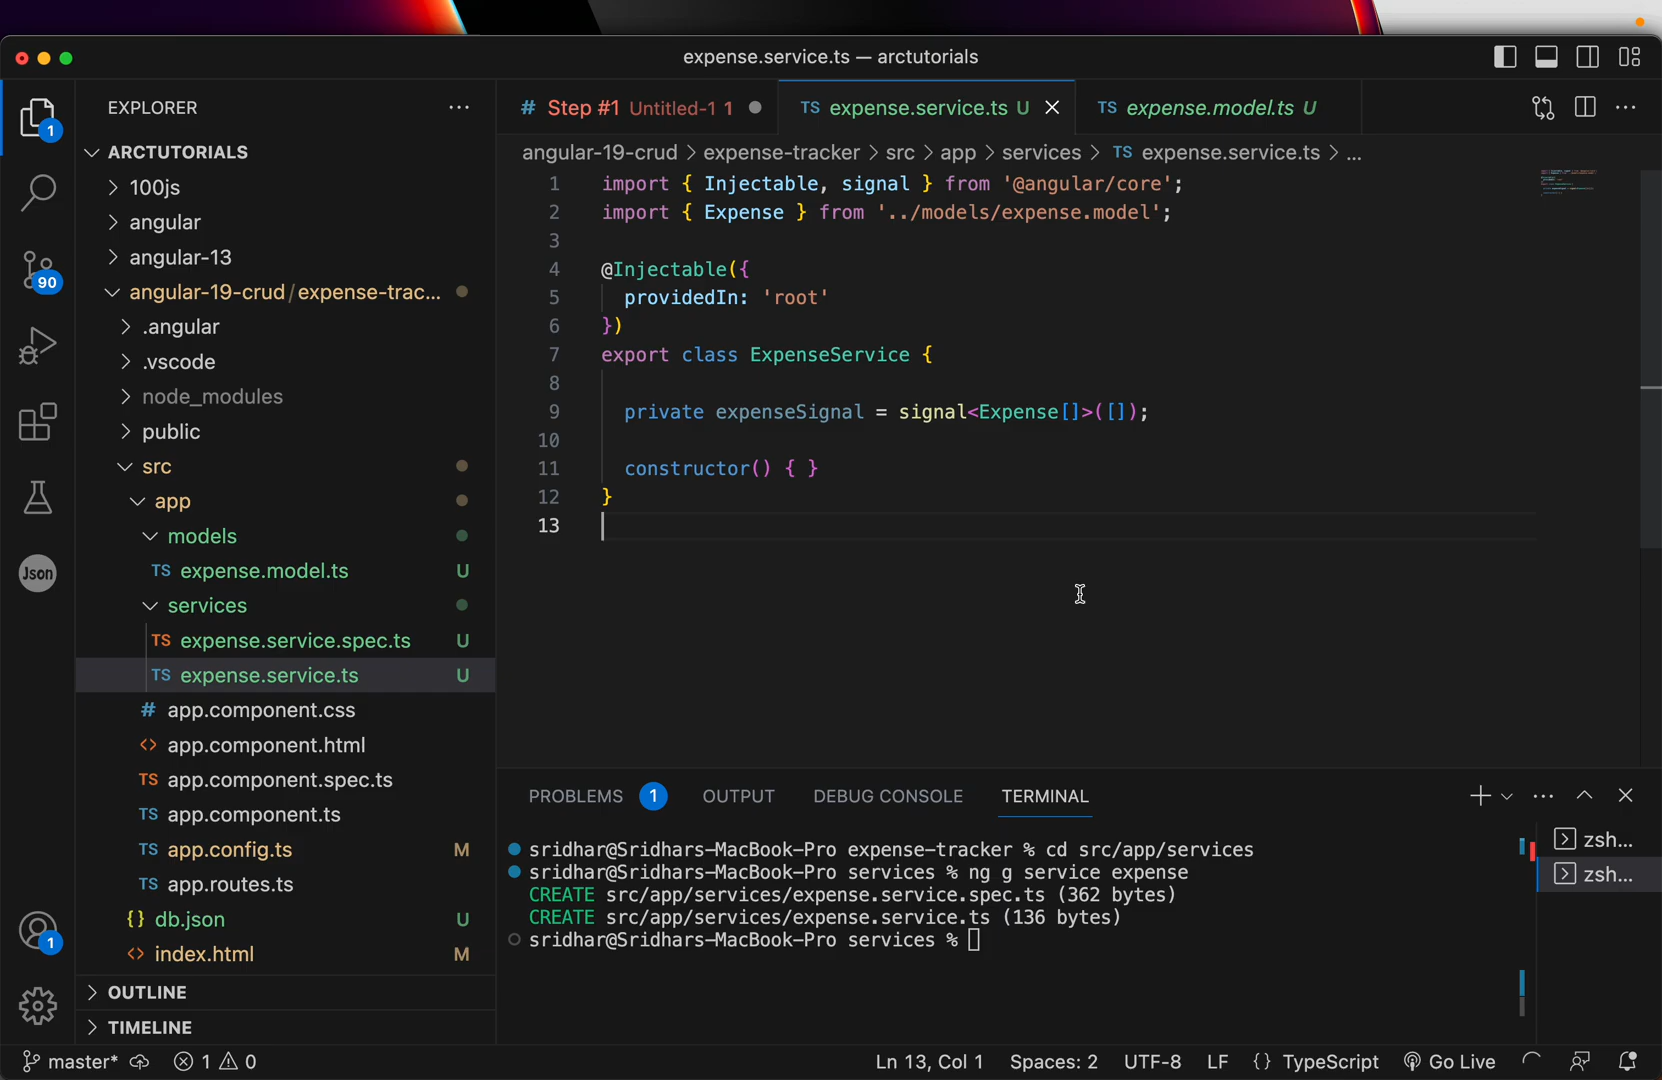 expense.service.ts — arctutorials
EXPLORER
ARCTUTORIALS
100js
angular
angular-13
angular-19-crud / expense-trac...
.angular
.vscode
node_modules
public
src
app
models
TS expense.model.ts U
services
TS expense.service.spec.ts U
TS expense.service.ts U
# app.component.css
<> app.component.html
TS app.component.spec.ts
TS app.component.ts
TS app.config.ts M
TS app.routes.ts
{} db.json U
<> index.html M
OUTLINE
TIMELINE
1
90
Json
1
# Step #1 Untitled-1 1
TS expense.service.ts U
TS expense.model.ts U
angular-19-crud > expense-tracker > src > app > services > TS expense.service.ts > ...
1 import { Injectable, signal } from '@angular/core';
2 import { Expense } from '../models/expense.model';
3
4 @Injectable({
5 providedIn: 'root'
6 })
7 export class ExpenseService {
8
9 private expenseSignal = signal<Expense[]>([]);
10
11 constructor() { }
12 }
13
PROBLEMS 1 OUTPUT DEBUG CONSOLE TERMINAL
sridhar@Sridhars-MacBook-Pro expense-tracker % cd src/app/services
sridhar@Sridhars-MacBook-Pro services % ng g service expense
CREATE src/app/services/expense.service.spec.ts (362 bytes)
CREATE src/app/services/expense.service.ts (136 bytes)
sridhar@Sridhars-MacBook-Pro services %
zsh...
zsh...
master* 1 0 Ln 13, Col 1 Spaces: 2 UTF-8 LF {} TypeScript Go Live